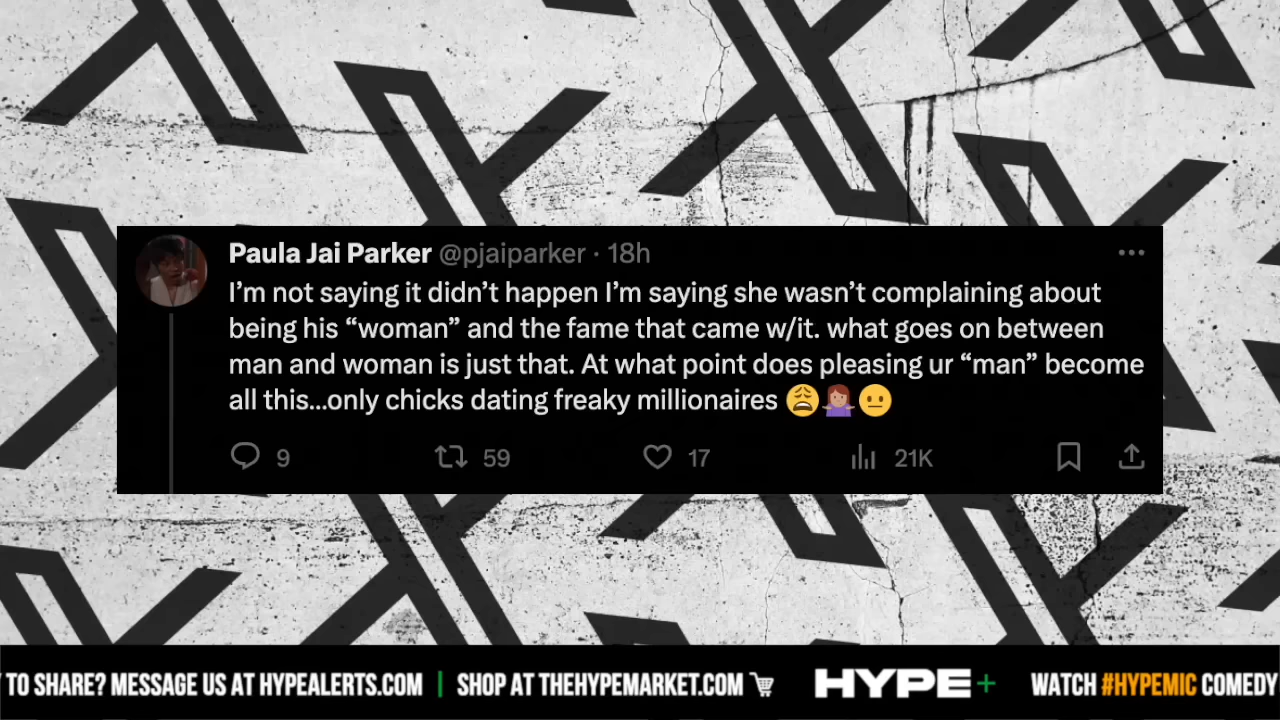 Paula Jai Parker @pjaiparker · 18h
I’m not saying it didn’t happen I’m saying she wasn’t complaining about
being his “woman” and the fame that came w/it. what goes on between
man and woman is just that. At what point does pleasing ur “man” become
all this...only chicks dating freaky millionaires 😩🤷🏽‍♀️😐
9 59 17 21K
TO SHARE? MESSAGE US AT HYPEALERTS.COM | SHOP AT THEHYPEMARKET.COM HYPE+ WATCH #HYPEMIC COMEDY